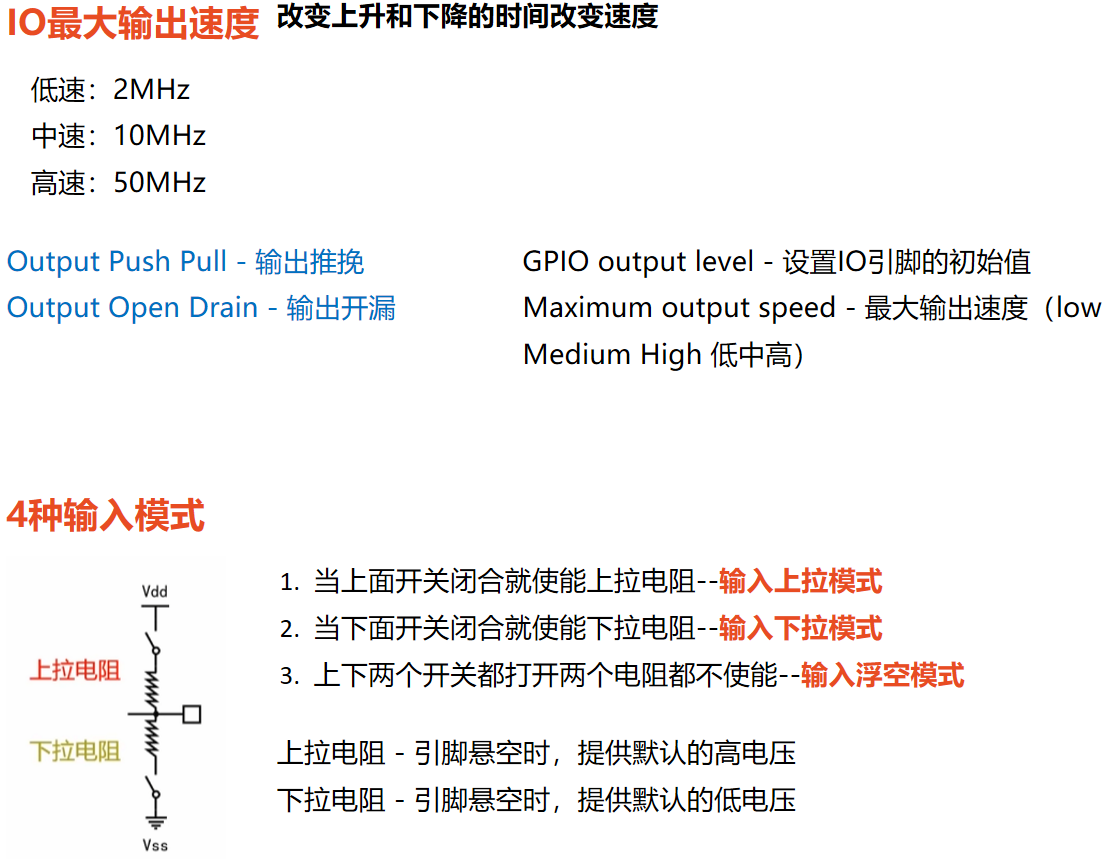 IO最大输出速度 改变上升和下降的时间改变速度
低速：2MHz
中速：10MHz
高速：50MHz
Output Push Pull - 输出推挽
Output Open Drain - 输出开漏
GPIO output level - 设置IO引脚的初始值
Maximum output speed - 最大输出速度（low
Medium High 低中高）
4种输入模式
Vdd
上拉电阻
下拉电阻
Vss
1. 当上面开关闭合就使能上拉电阻--输入上拉模式
2. 当下面开关闭合就使能下拉电阻--输入下拉模式
3. 上下两个开关都打开两个电阻都不使能--输入浮空模式
上拉电阻 - 引脚悬空时，提供默认的高电压
下拉电阻 - 引脚悬空时，提供默认的低电压